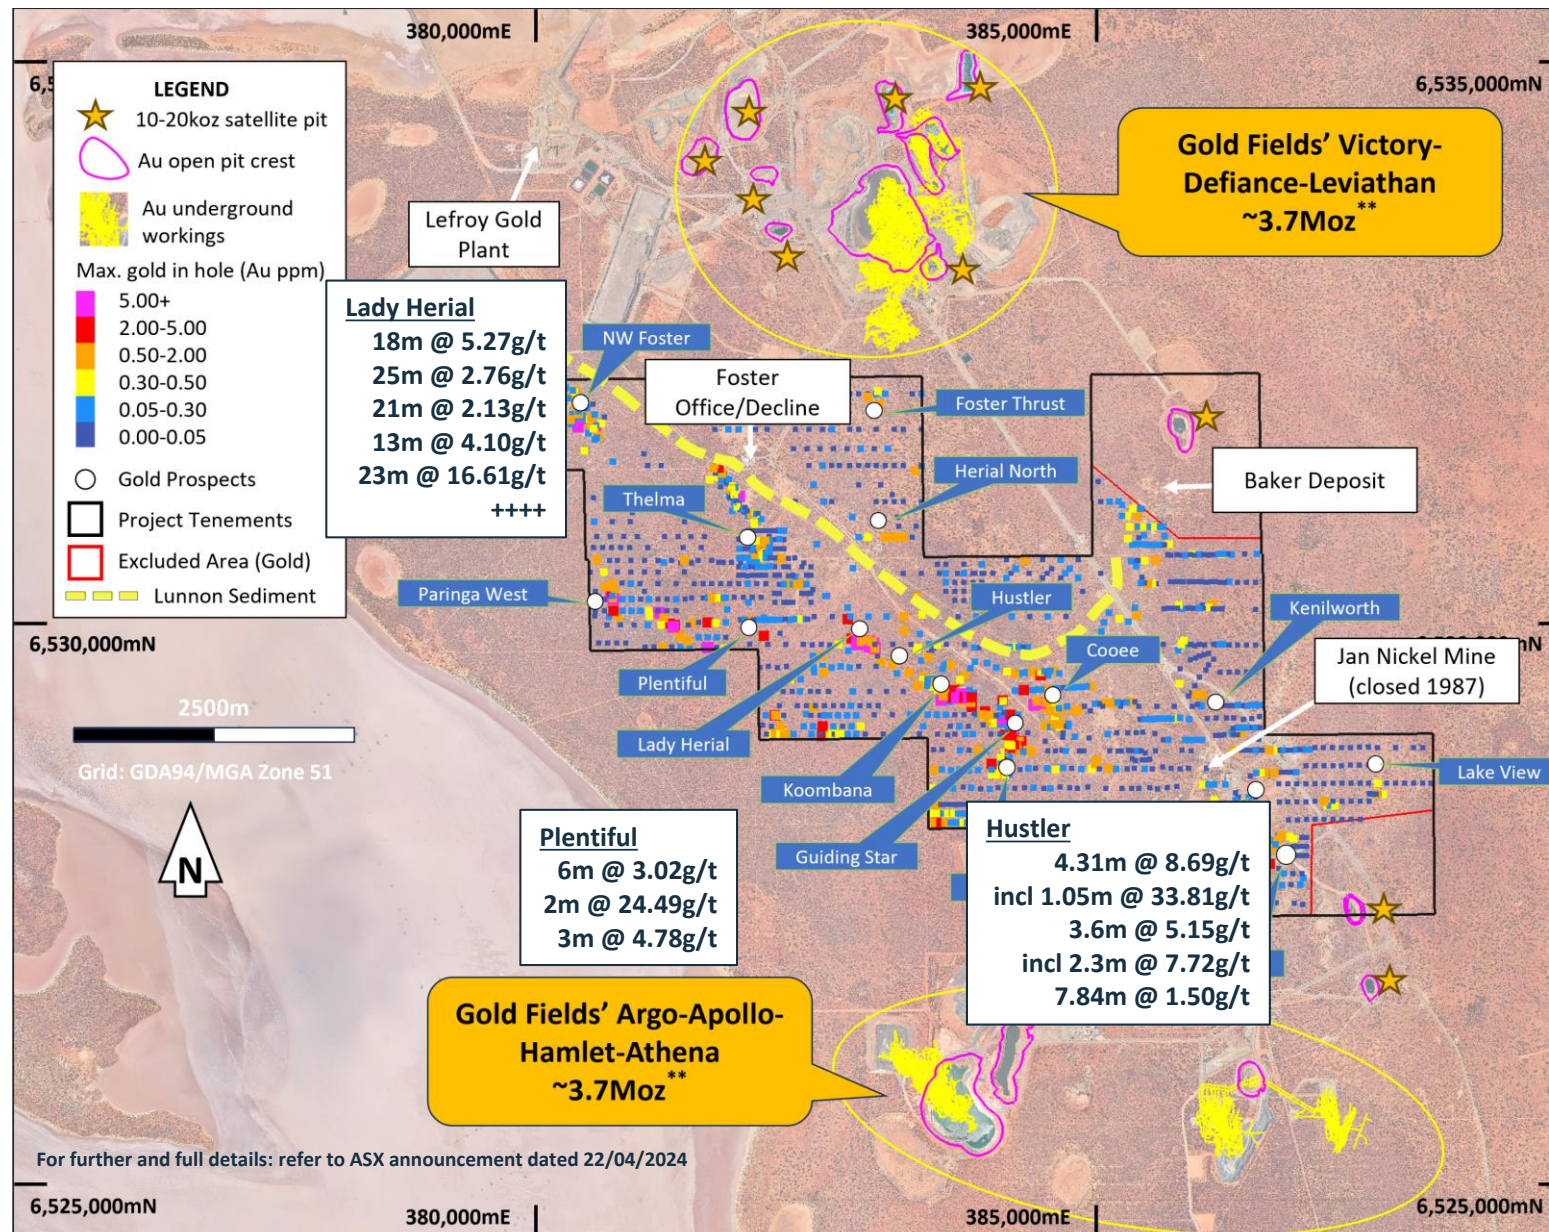 380,000mE
385,000mE
6,5
6,535,000mN
LEGEND
10-20koz satellite pit
Au open pit crest
Au underground
workings
Max. gold in hole (Au ppm)
5.00+
2.00-5.00
0.50-2.00
0.30-0.50
0.05-0.30
0.00-0.05
Gold Prospects
Project Tenements
Excluded Area (Gold)
Lunnon Sediment
Lefroy Gold
Plant
Gold Fields' Victory-
Defiance-Leviathan
~3.7Moz**
Lady Herial
18m @ 5.27g/t
25m @ 2.76g/t
21m @ 2.13g/t
13m @ 4.10g/t
23m @ 16.61g/t
++++
NW Foster
Foster
Office/Decline
Foster Thrust
Herial North
Baker Deposit
Thelma
Paringa West
Hustler
Kenilworth
6,530,000mN
Cooee
Jan Nickel Mine
(closed 1987)
Plentiful
Lady Herial
Koombana
Guiding Star
Lake View
2500m
Grid: GDA94/MGA Zone 51
N
Plentiful
6m @ 3.02g/t
2m @ 24.49g/t
3m @ 4.78g/t
Hustler
4.31m @ 8.69g/t
incl 1.05m @ 33.81g/t
3.6m @ 5.15g/t
incl 2.3m @ 7.72g/t
7.84m @ 1.50g/t
Gold Fields' Argo-Apollo-
Hamlet-Athena
~3.7Moz**
For further and full details: refer to ASX announcement dated 22/04/2024
6,525,000mN
380,000mE
385,000mE
6,525,000mN